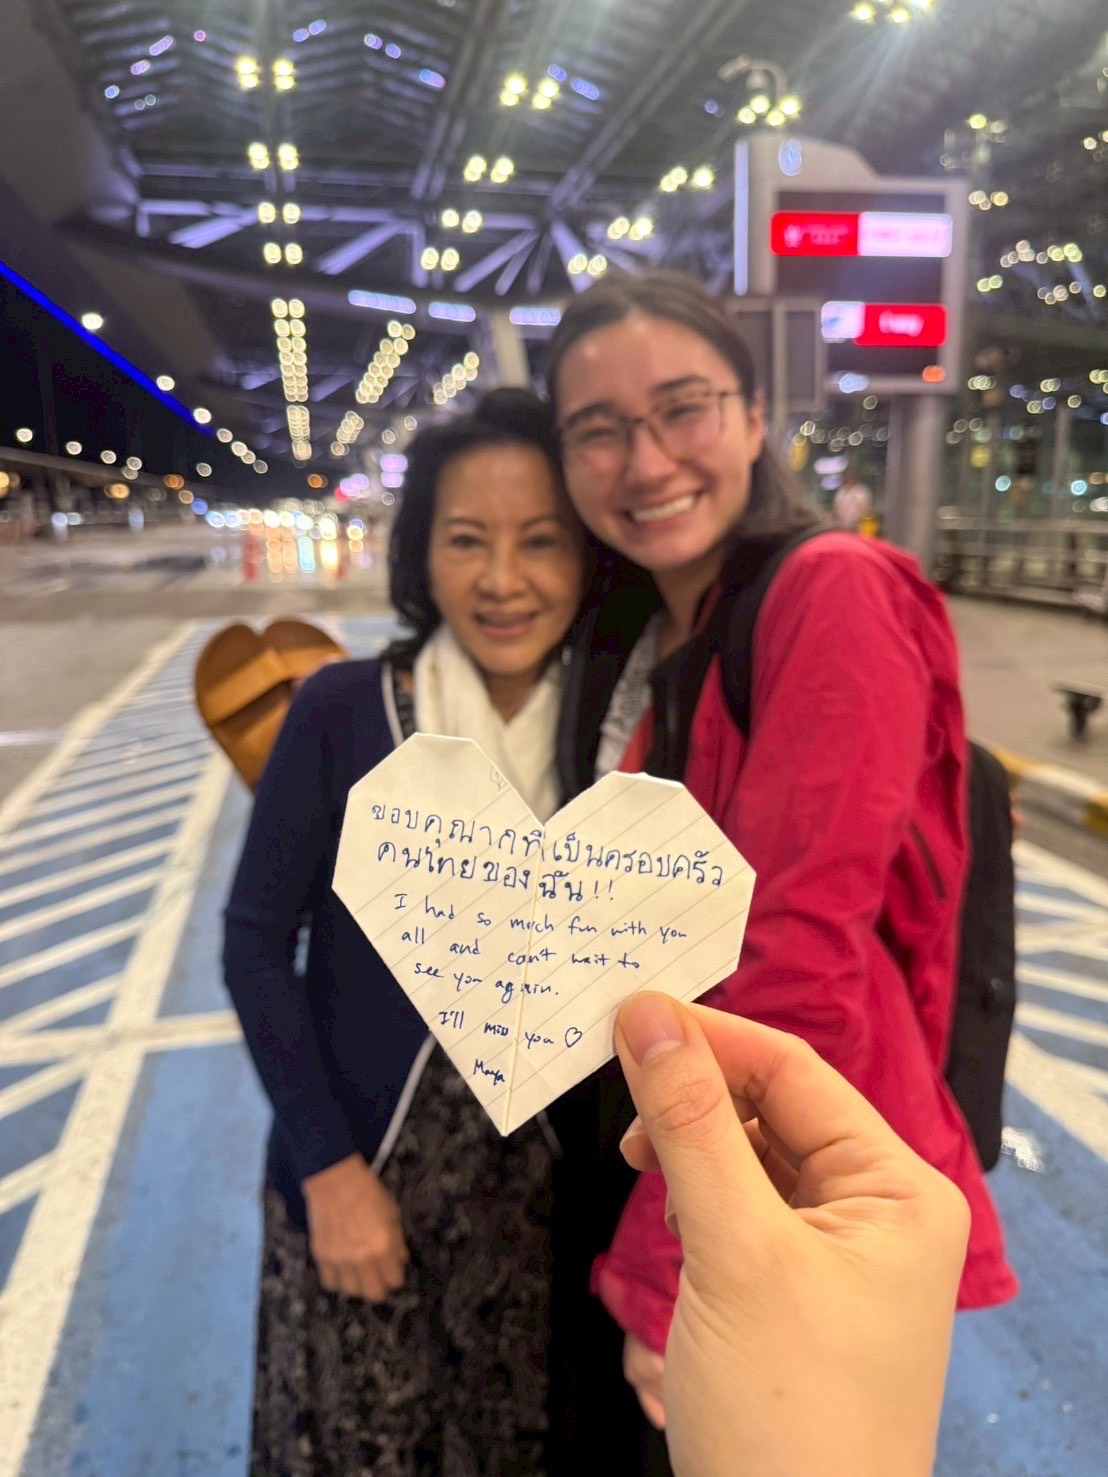 ขอบคุณากที่เป็นครอบครัว
คนไทยของฉัน!!
I had so much fun with you
all and can't wait to
see you again.
I'll miss you ♡
Maya